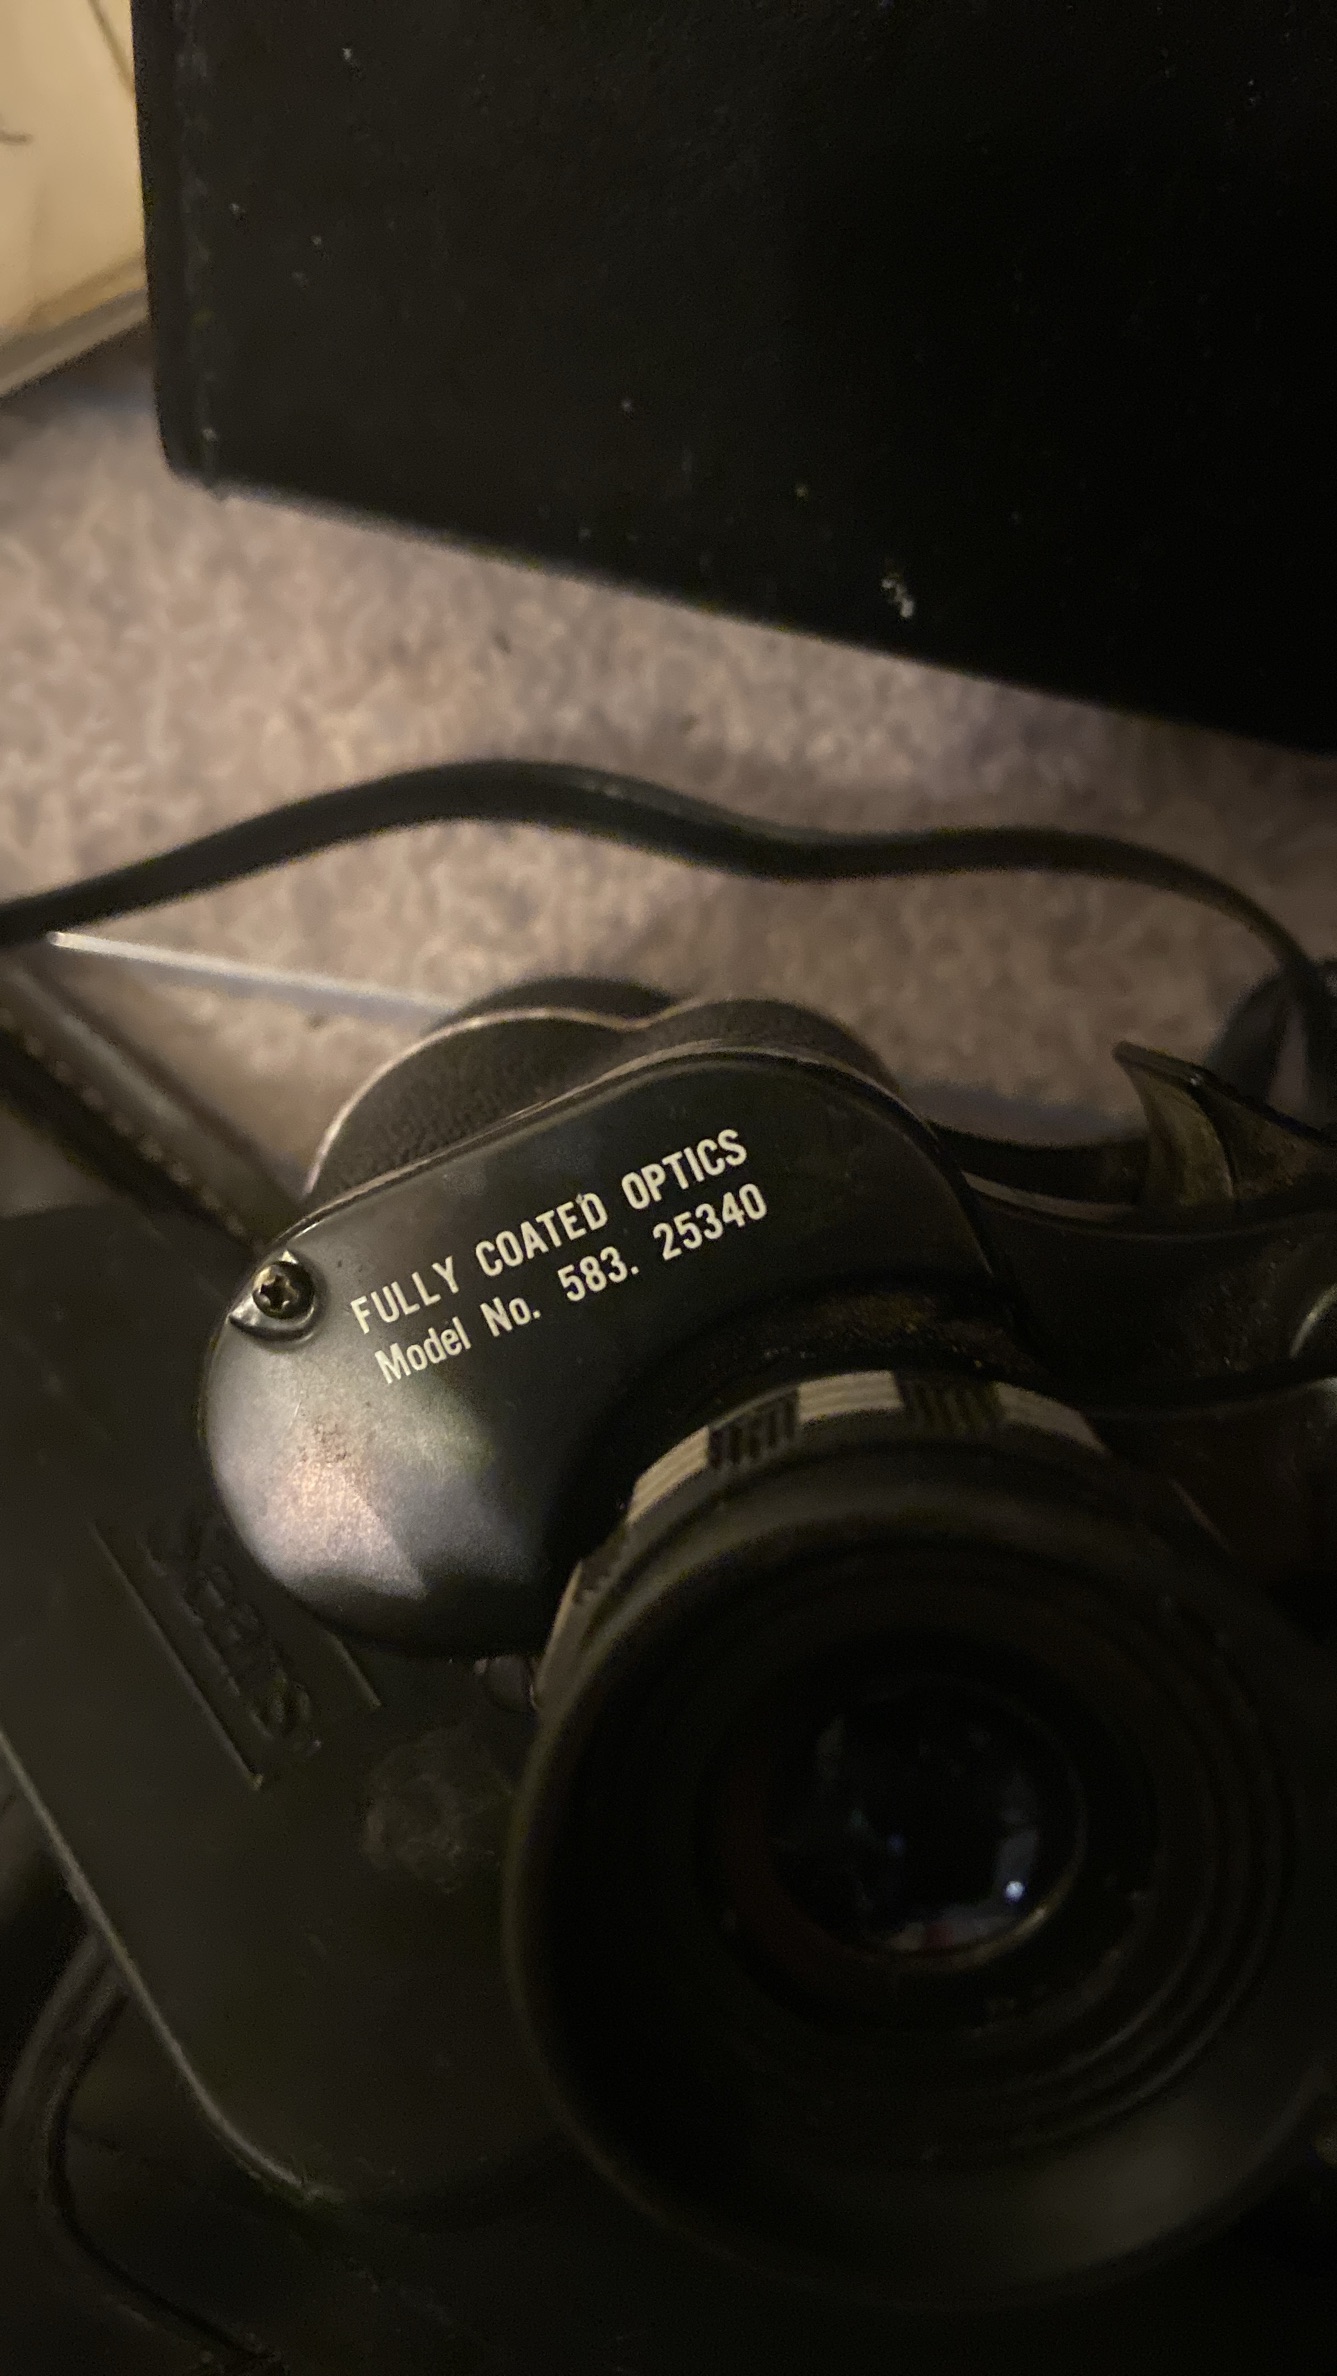 FULLY COATED OPTICS
Model No. 583. 25340